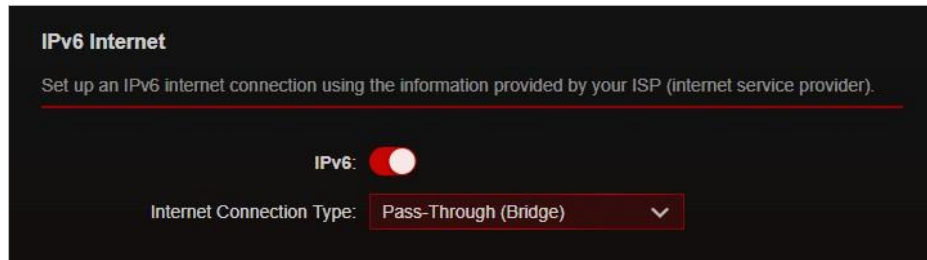 IPv6 Internet
Set up an IPv6 internet connection using the information provided by your ISP (internet service provider).
IPv6:
Internet Connection Type: Pass-Through (Bridge)